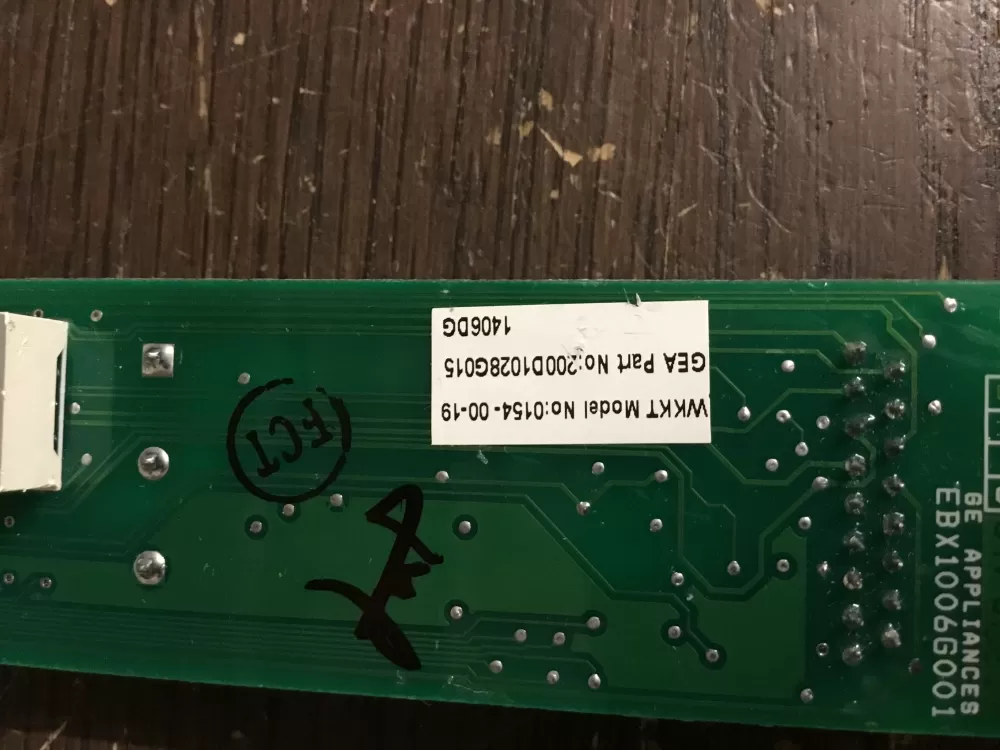 WKKT Model No:0154-00-19
GEA Part No:200D1028G015
1406DG
FCT
GE APPLIANCES
EBX1006G001